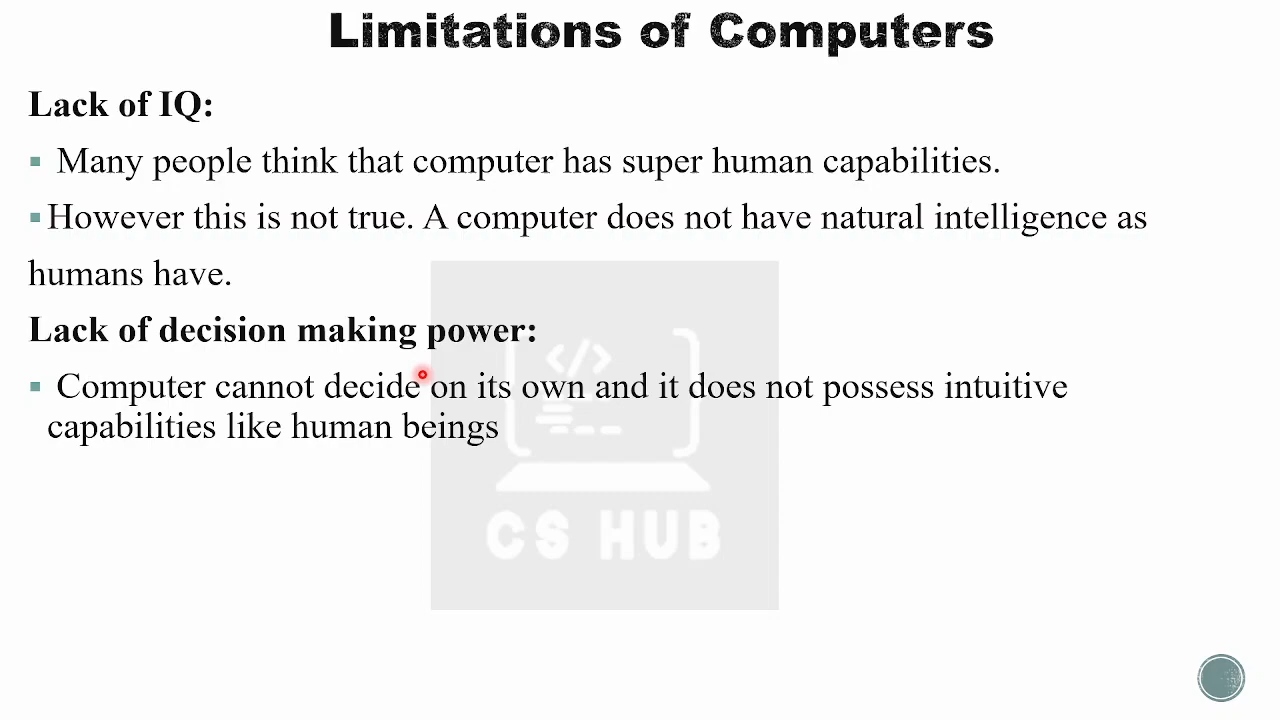 Limitations of Computers
Lack of IQ:
▪ Many people think that computer has super human capabilities.
▪ However this is not true. A computer does not have natural intelligence as
humans have.
Lack of decision making power:
▪ Computer cannot decide on its own and it does not possess intuitive
capabilities like human beings
</>
CS HUB